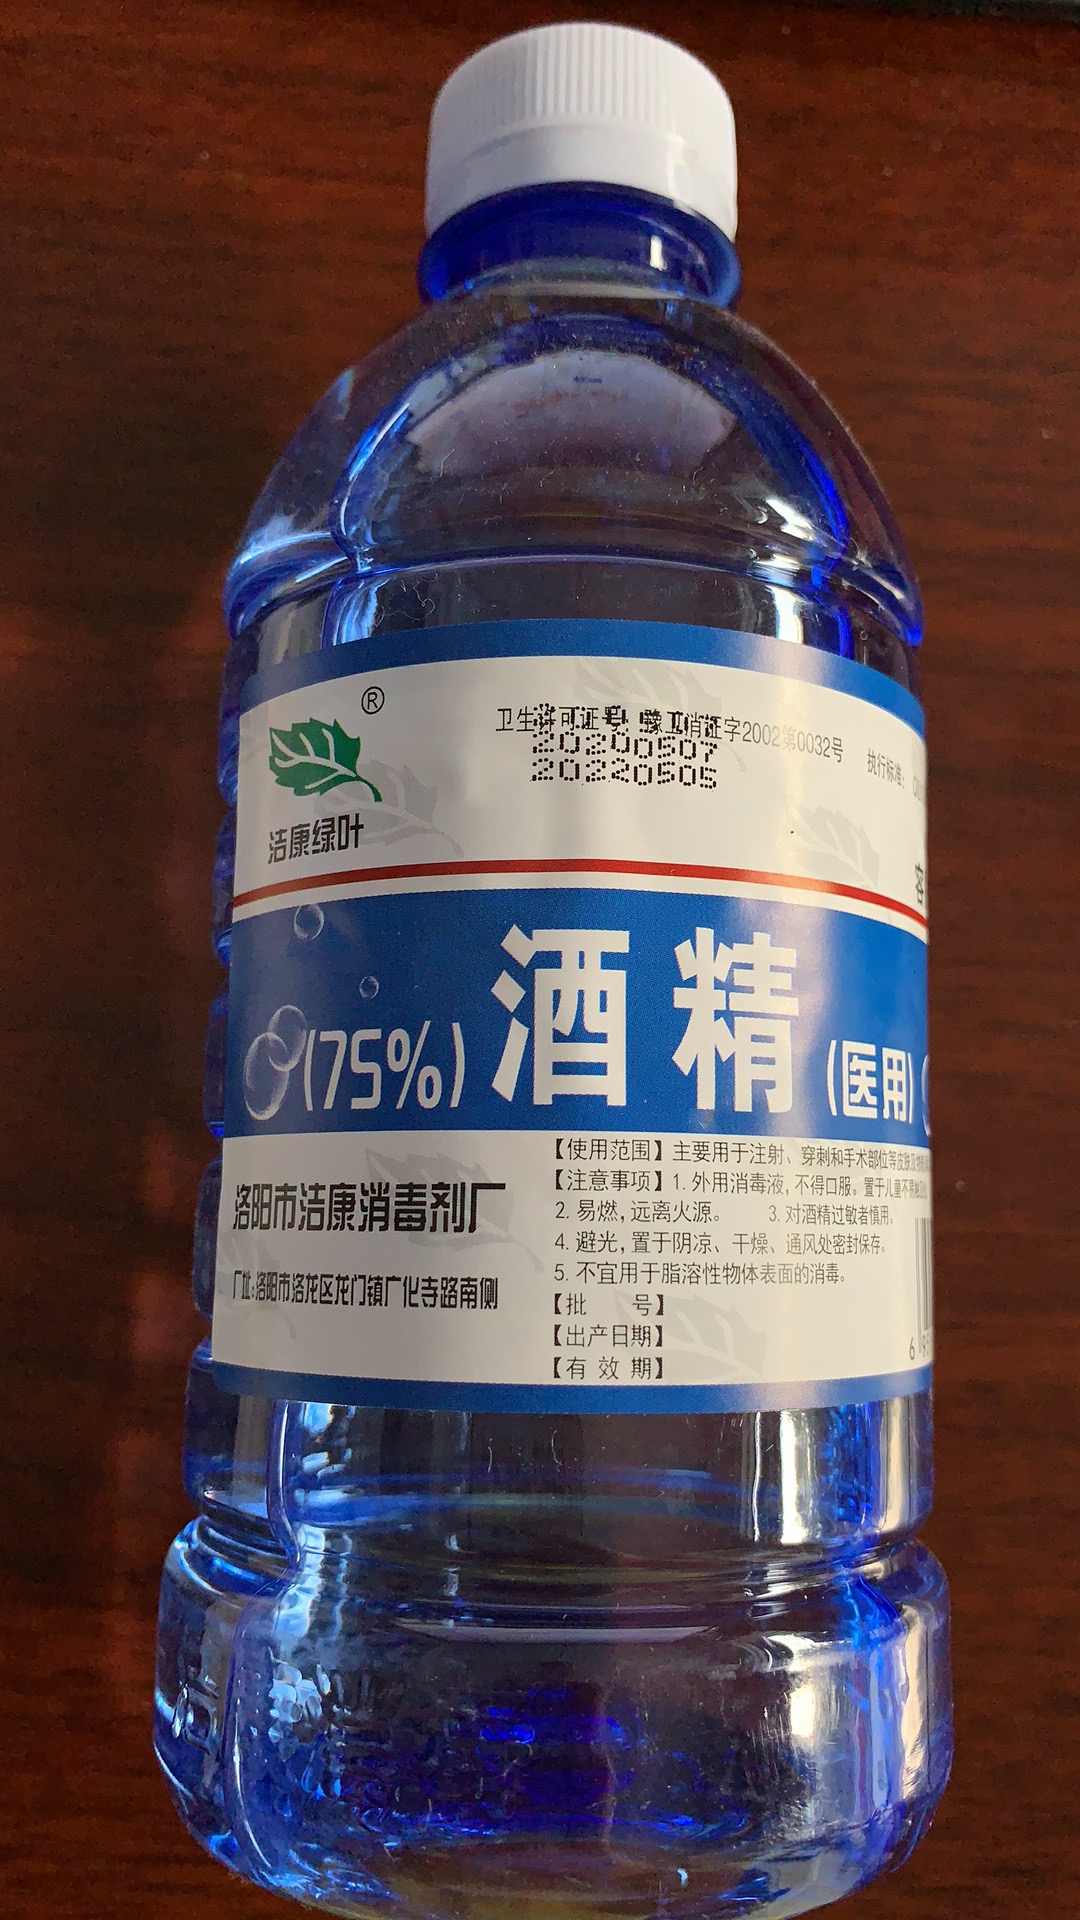 ®
洁康绿叶
卫生许可证号：豫卫消证字2002第0032号 执行标准：
20200507
20220505
(75%) 酒精 (医用)
洛阳市洁康消毒剂厂
厂址:洛阳市洛龙区龙门镇广化寺路南侧
【使用范围】主要用于注射、穿刺和手术部位等皮肤
【注意事项】1. 外用消毒液,不得口服。置于儿童不易
2. 易燃,远离火源。 3. 对酒精过敏者慎用。
4. 避光,置于阴凉、干燥、通风处密封保存。
5. 不宜用于脂溶性物体表面的消毒。
【批 号】
【出产日期】
【有 效 期】
6